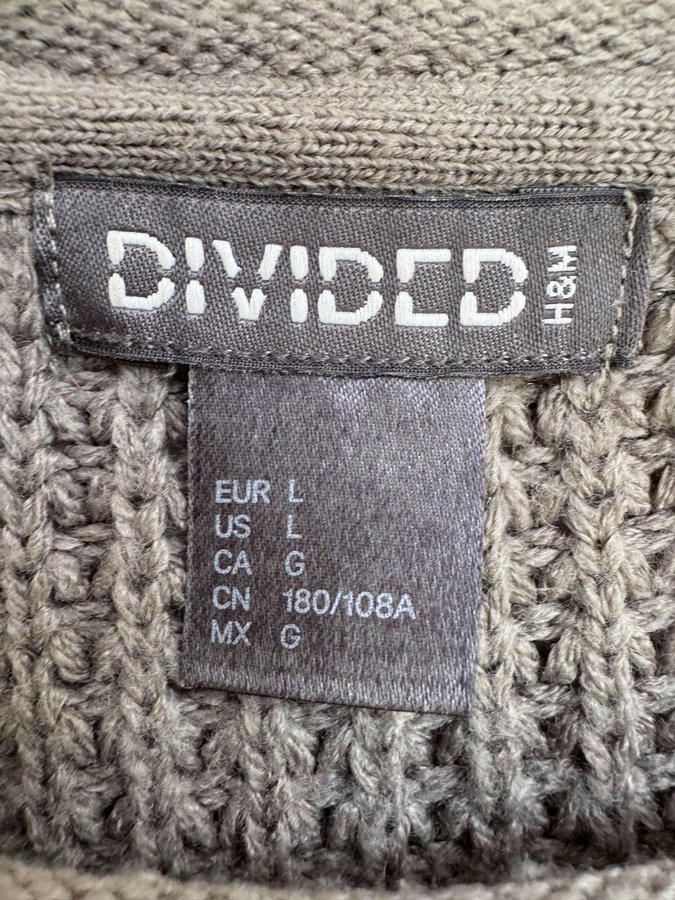 DIVIDED
H&M
EUR L
US L
CA G
CN 180/108A
MX G